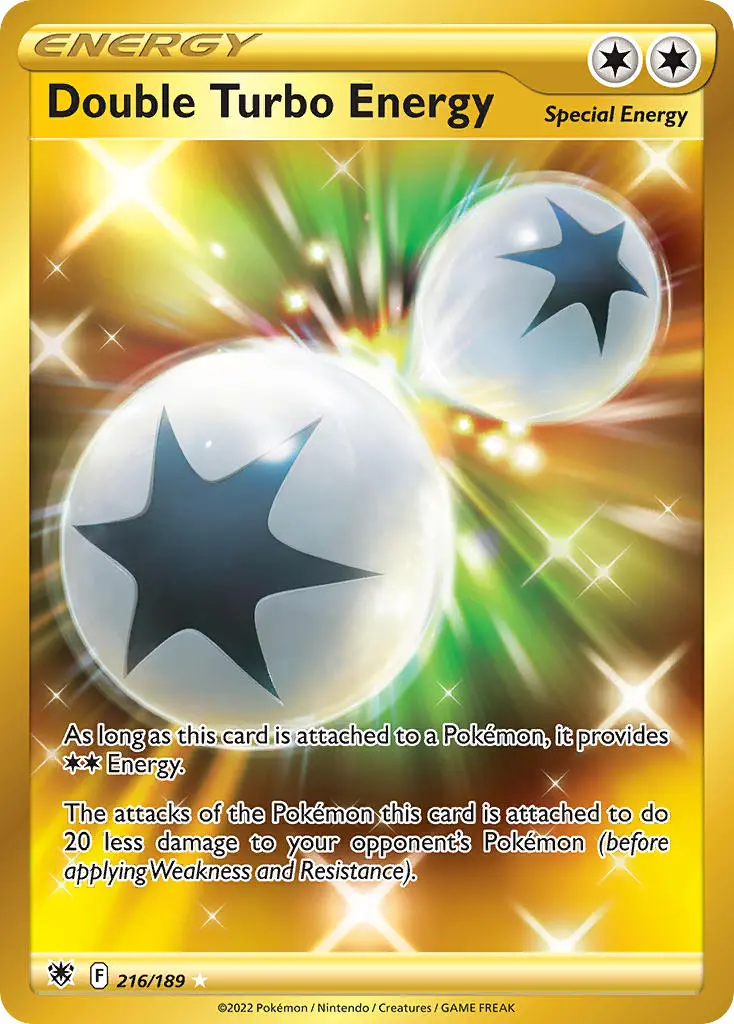 ENERGY
Double Turbo Energy
Special Energy
As long as this card is attached to a Pokémon, it provides
Energy.
The attacks of the Pokémon this card is attached to do
20 less damage to your opponent's Pokémon (before
applying Weakness and Resistance).
F 216/189
©2022 Pokémon / Nintendo / Creatures / GAME FREAK